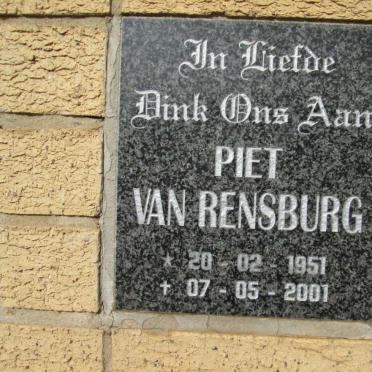 In Liefde
Dink Ons Aan
PIET
VAN RENSBURG
* 20 - 02 - 1951
† 07 - 05 - 2001